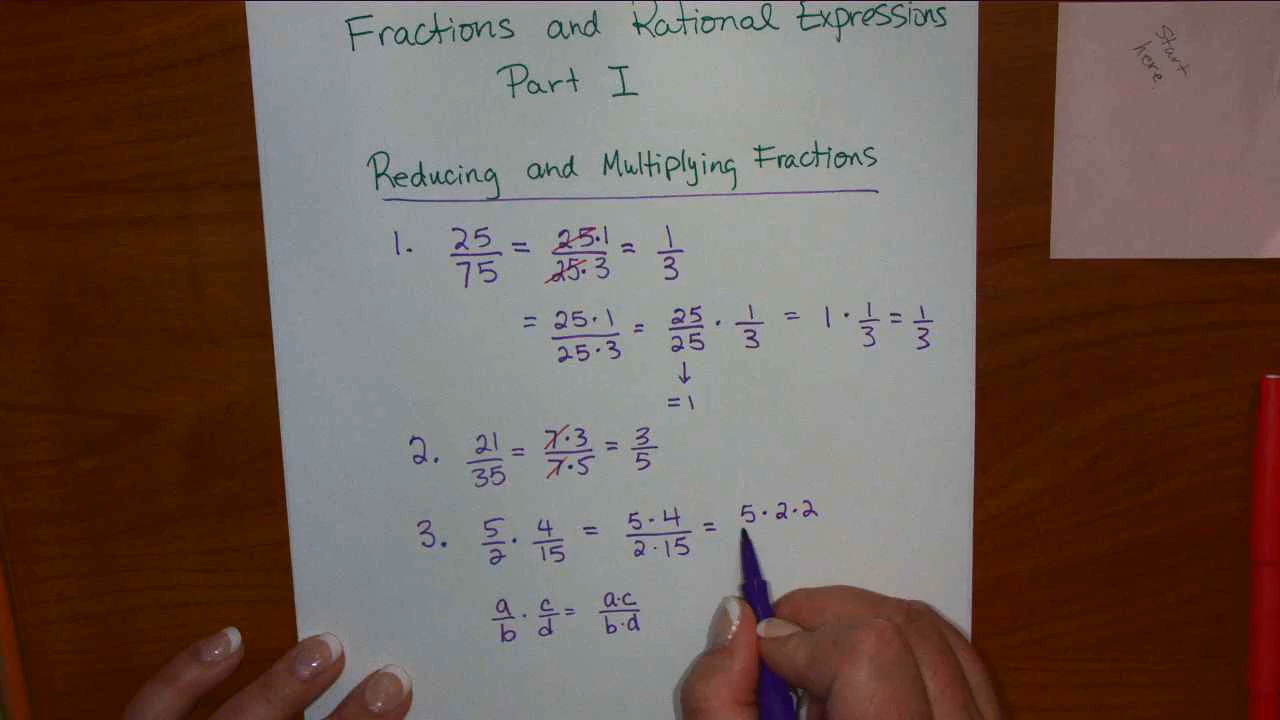 Fractions and Rational Expressions
Part I
Start
here
Reducing and Multiplying Fractions
1. 25/75 = 25·1/25·3 = 1/3
= 25·1/25·3 = 25/25 · 1/3 = 1 · 1/3 = 1/3
↓
=1
2. 21/35 = 7·3/7·5 = 3/5
3. 5/2 · 4/15 = 5·4/2·15 = 5·2·2
a/b · c/d = a·c/b·d